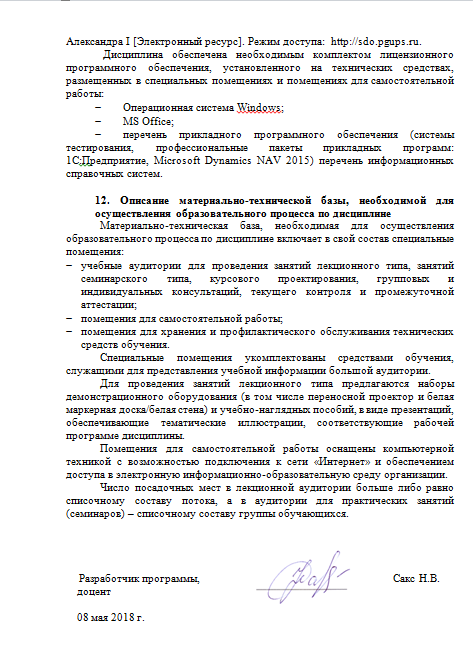 Александра I [Электронный ресурс]. Режим доступа: http://sdo.pgups.ru.
Дисциплина обеспечена необходимым комплектом лицензионного
программного обеспечения, установленного на технических средствах,
размещенных в специальных помещениях и помещениях для самостоятельной
работы:
– Операционная система Windows;
– MS Office;
– перечень прикладного программного обеспечения (системы
тестирования, профессиональные пакеты прикладных программ:
1С;Предприятие, Microsoft Dynamics NAV 2015) перечень информационных
справочных систем.
12. Описание материально-технической базы, необходимой для
осуществления образовательного процесса по дисциплине
Материально-техническая база, необходимая для осуществления
образовательного процесса по дисциплине включает в свой состав специальные
помещения:
– учебные аудитории для проведения занятий лекционного типа, занятий
семинарского типа, курсового проектирования, групповых и
индивидуальных консультаций, текущего контроля и промежуточной
аттестации;
– помещения для самостоятельной работы;
– помещения для хранения и профилактического обслуживания технических
средств обучения.
Специальные помещения укомплектованы средствами обучения,
служащими для представления учебной информации большой аудитории.
Для проведения занятий лекционного типа предлагаются наборы
демонстрационного оборудования (в том числе переносной проектор и белая
маркерная доска/белая стена) и учебно-наглядных пособий, в виде презентаций,
обеспечивающие тематические иллюстрации, соответствующие рабочей
программе дисциплины.
Помещения для самостоятельной работы оснащены компьютерной
техникой с возможностью подключения к сети «Интернет» и обеспечением
доступа в электронную информационно-образовательную среду организации.
Число посадочных мест в лекционной аудитории больше либо равно
списочному составу потока, а в аудитории для практических занятий
(семинаров) – списочному составу группы обучающихся.
Разработчик программы, Сакс Н.В.
доцент
08 мая 2018 г.